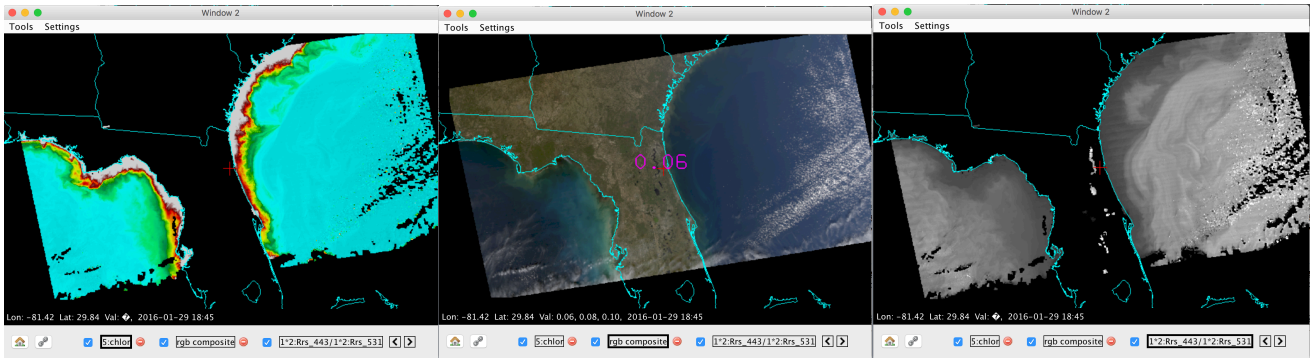 Window 2
Tools Settings
Lon: -81.42 Lat: 29.84 Val: �, 2016-01-29 18:45
5:chlor rgb composite 1*2:Rrs_443/1*2:Rrs_531
Window 2
Tools Settings
0.06
Lon: -81.42 Lat: 29.84 Val: 0.06, 0.08, 0.10, 2016-01-29 18:45
5:chlor rgb composite 1*2:Rrs_443/1*2:Rrs_531
Window 2
Tools Settings
Lon: -81.42 Lat: 29.84 Val: �, 2016-01-29 18:45
5:chlor rgb composite 1*2:Rrs_443/1*2:Rrs_531